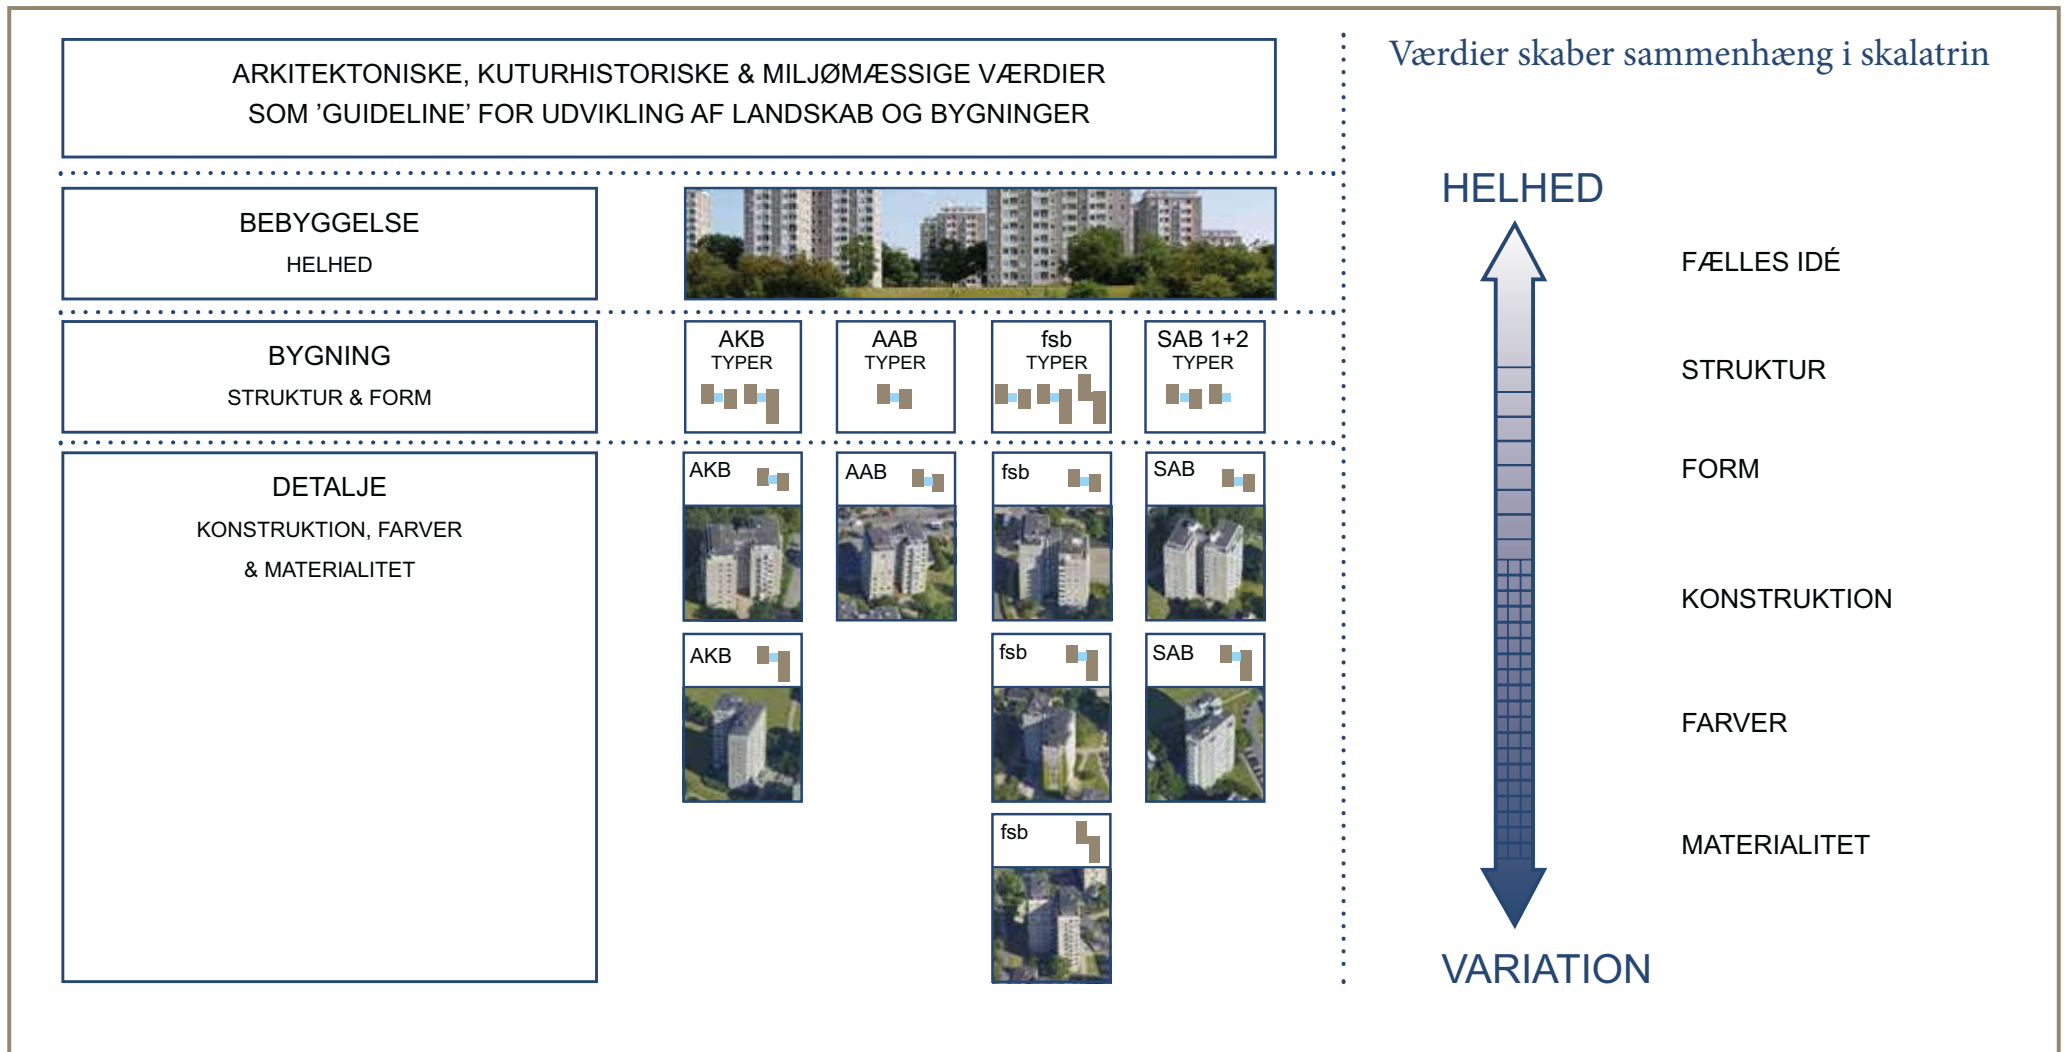 ARKITEKTONISKE, KUTURHISTORISKE & MILJØMÆSSIGE VÆRDIER
SOM ’GUIDELINE’ FOR UDVIKLING AF LANDSKAB OG BYGNINGER
BEBYGGELSE
HELHED
BYGNING
STRUKTUR & FORM
AKB
TYPER
AAB
TYPER
fsb
TYPER
SAB 1+2
TYPER
DETALJE
KONSTRUKTION, FARVER
& MATERIALITET
AKB
AAB
fsb
SAB
AKB
fsb
SAB
fsb
Værdier skaber sammenhæng i skalatrin
HELHED
FÆLLES IDÉ
STRUKTUR
FORM
KONSTRUKTION
FARVER
MATERIALITET
VARIATION